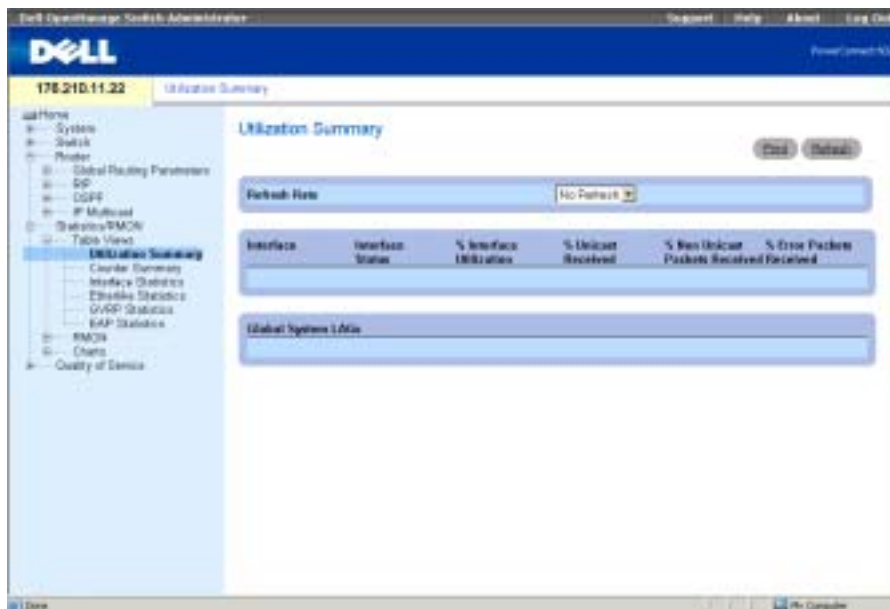 Dell OpenManage Switch Administrator
Support Help About Log Out
DELL
PowerConnect
178.210.11.22
Utilization Summary
Home
System
Switch
Router
Global Routing Parameters
RIP
OSPF
IP Multicast
Statistics/RMON
Table Views
Utilization Summary
Counter Summary
Interface Statistics
Etherlike Statistics
GVRP Statistics
EAP Statistics
RMON
Charts
Quality of Service
Utilization Summary
Print Refresh
Refresh Rate
No Refresh
Interface
Interface Status
% Interface Utilization
% Unicast Received
% Non Unicast Packets Received
% Error Packets Received
Global System LAGs
Done
My Computer